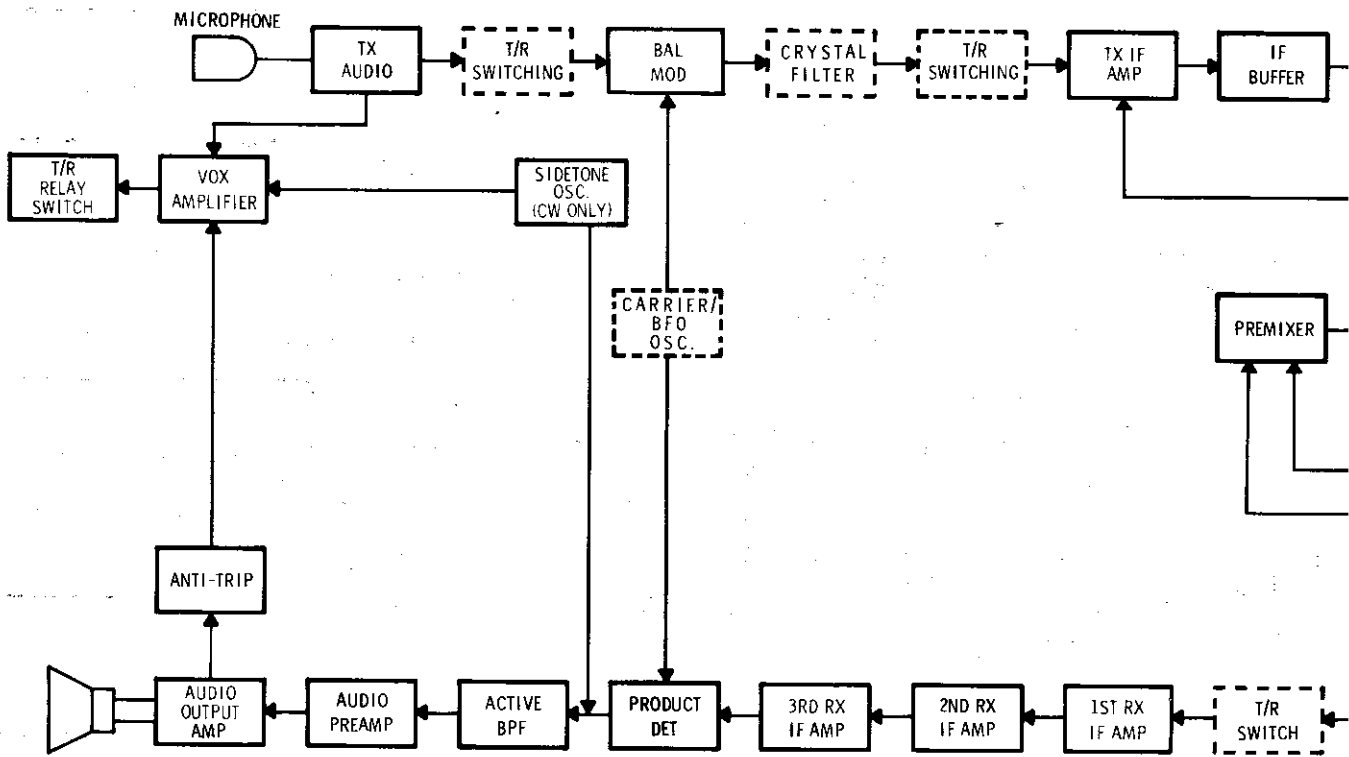 MICROPHONE
TX
AUDIO
T/R
SWITCHING
BAL
MOD
CRYSTAL
FILTER
T/R
SWITCHING
TX IF
AMP
IF
BUFFER
T/R
RELAY
SWITCH
VOX
AMPLIFIER
SIDETONE
OSC.
(CW ONLY)
CARRIER/
BFO
OSC.
PREMIXER
ANTI-TRIP
AUDIO
OUTPUT
AMP
AUDIO
PREAMP
ACTIVE
BPF
PRODUCT
DET
3RD RX
IF AMP
2ND RX
IF AMP
1ST RX
IF AMP
T/R
SWITCH